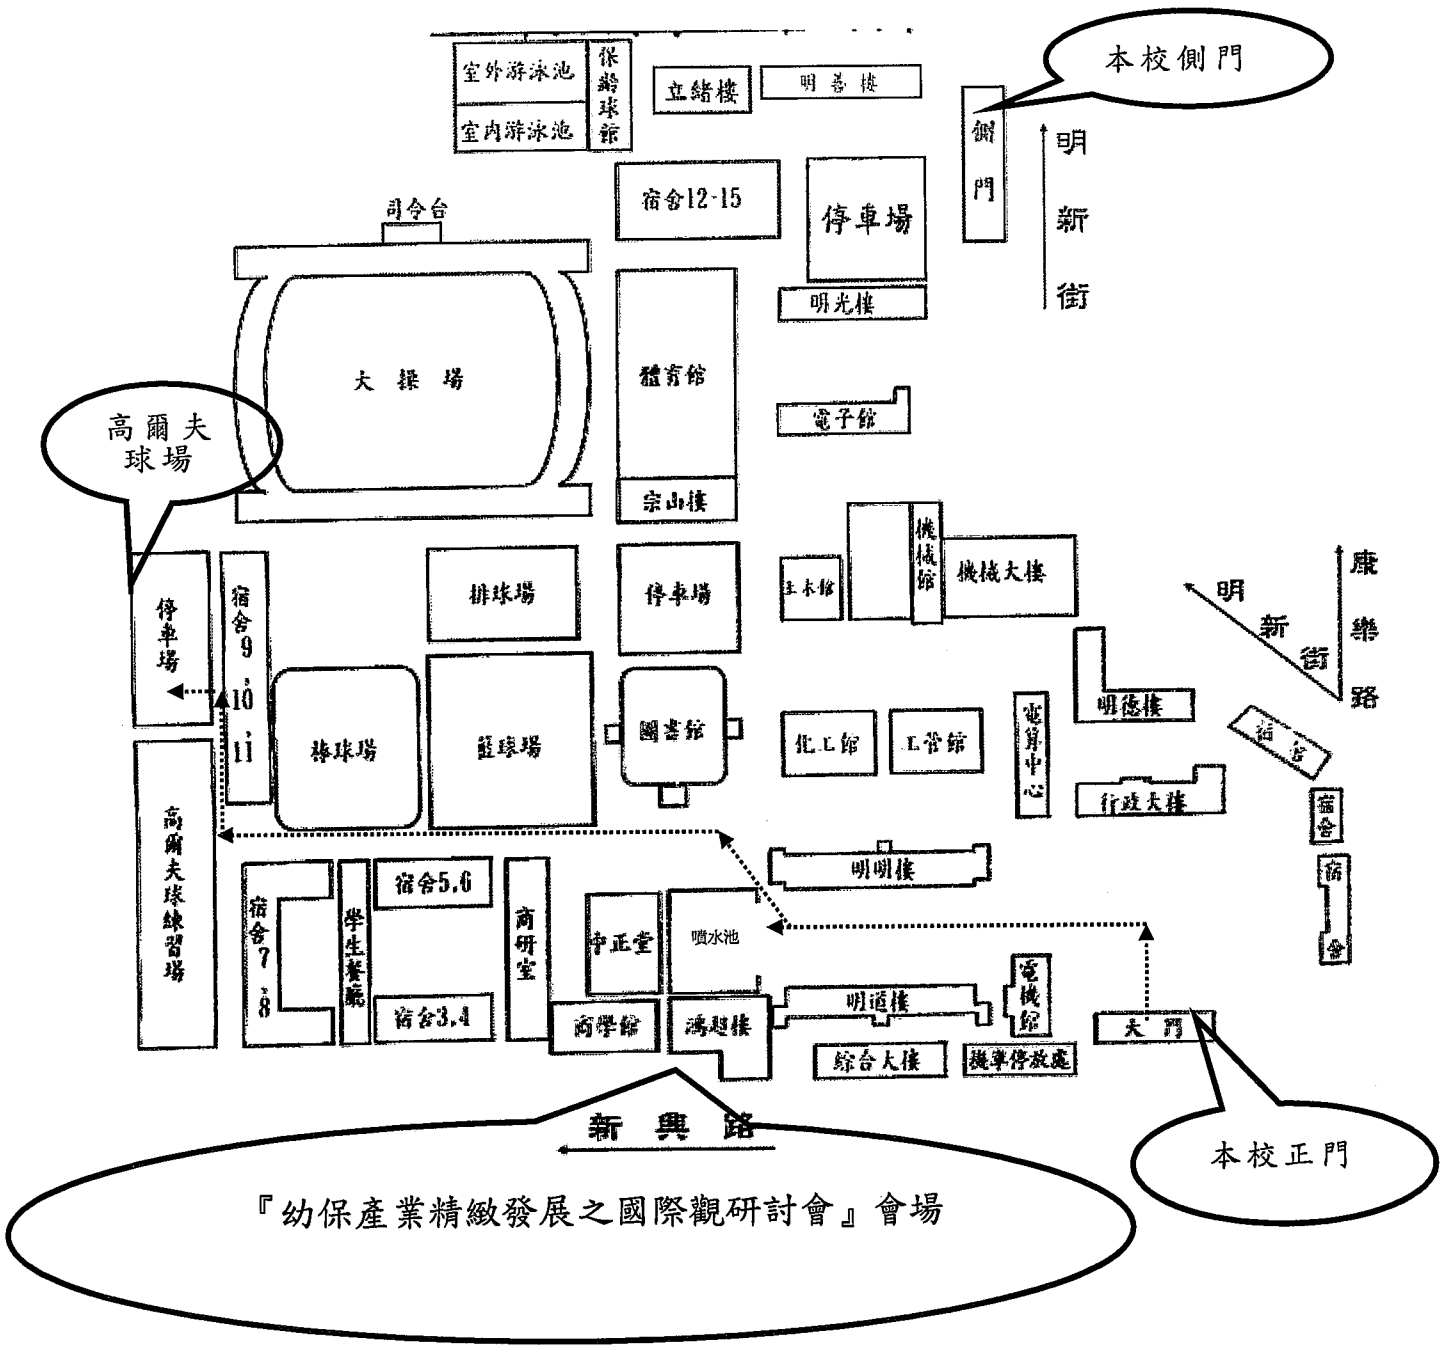 本校側門
室外游泳池
保齡球館
立緒樓
明善樓
室內游泳池
側門
明新街
宿舍12-15
停車場
司令台
明光樓
大操場
體育館
高爾夫
球場
電子館
宗山樓
機械館
機械大樓
土木館
停車場
宿舍9,10,11
排球場
停車場
明新街
康樂路
棒球場
籃球場
圖書館
化工館
工管館
電算中心
明德樓
宿舍
行政大樓
宿舍
高爾夫球練習場
宿舍7,8
學生餐廳
宿舍5,6
商研室
中正堂
噴水池
明明樓
宿舍
宿舍3,4
商學館
鴻超樓
明道樓
電機館
大門
綜合大樓
機車停放處
新興路
本校正門
『幼保產業精緻發展之國際觀研討會』會場